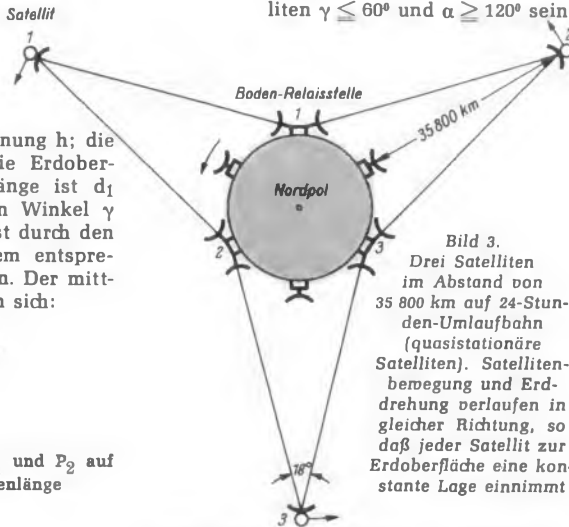 liten γ ≦ 60° und α ≧ 120° sein
Satellit
1
2
Boden-Relaisstelle
1
35 800 km
nung h; die
ie Erdober-
änge ist d₁
n Winkel γ
st durch den
em entspre-
n. Der mitt-
n sich:
Nordpol
2
3
Bild 3.
Drei Satelliten
im Abstand von
35 800 km auf 24-Stun-
den-Umlaufbahn
(quasistationäre
Satelliten). Satelliten-
bewegung und Erd-
drehung verlaufen in
gleicher Richtung, so
daß jeder Satellit zur
Erdoberfläche eine kon-
stante Lage einnimmt
und P₂ auf
enlänge
18°
3